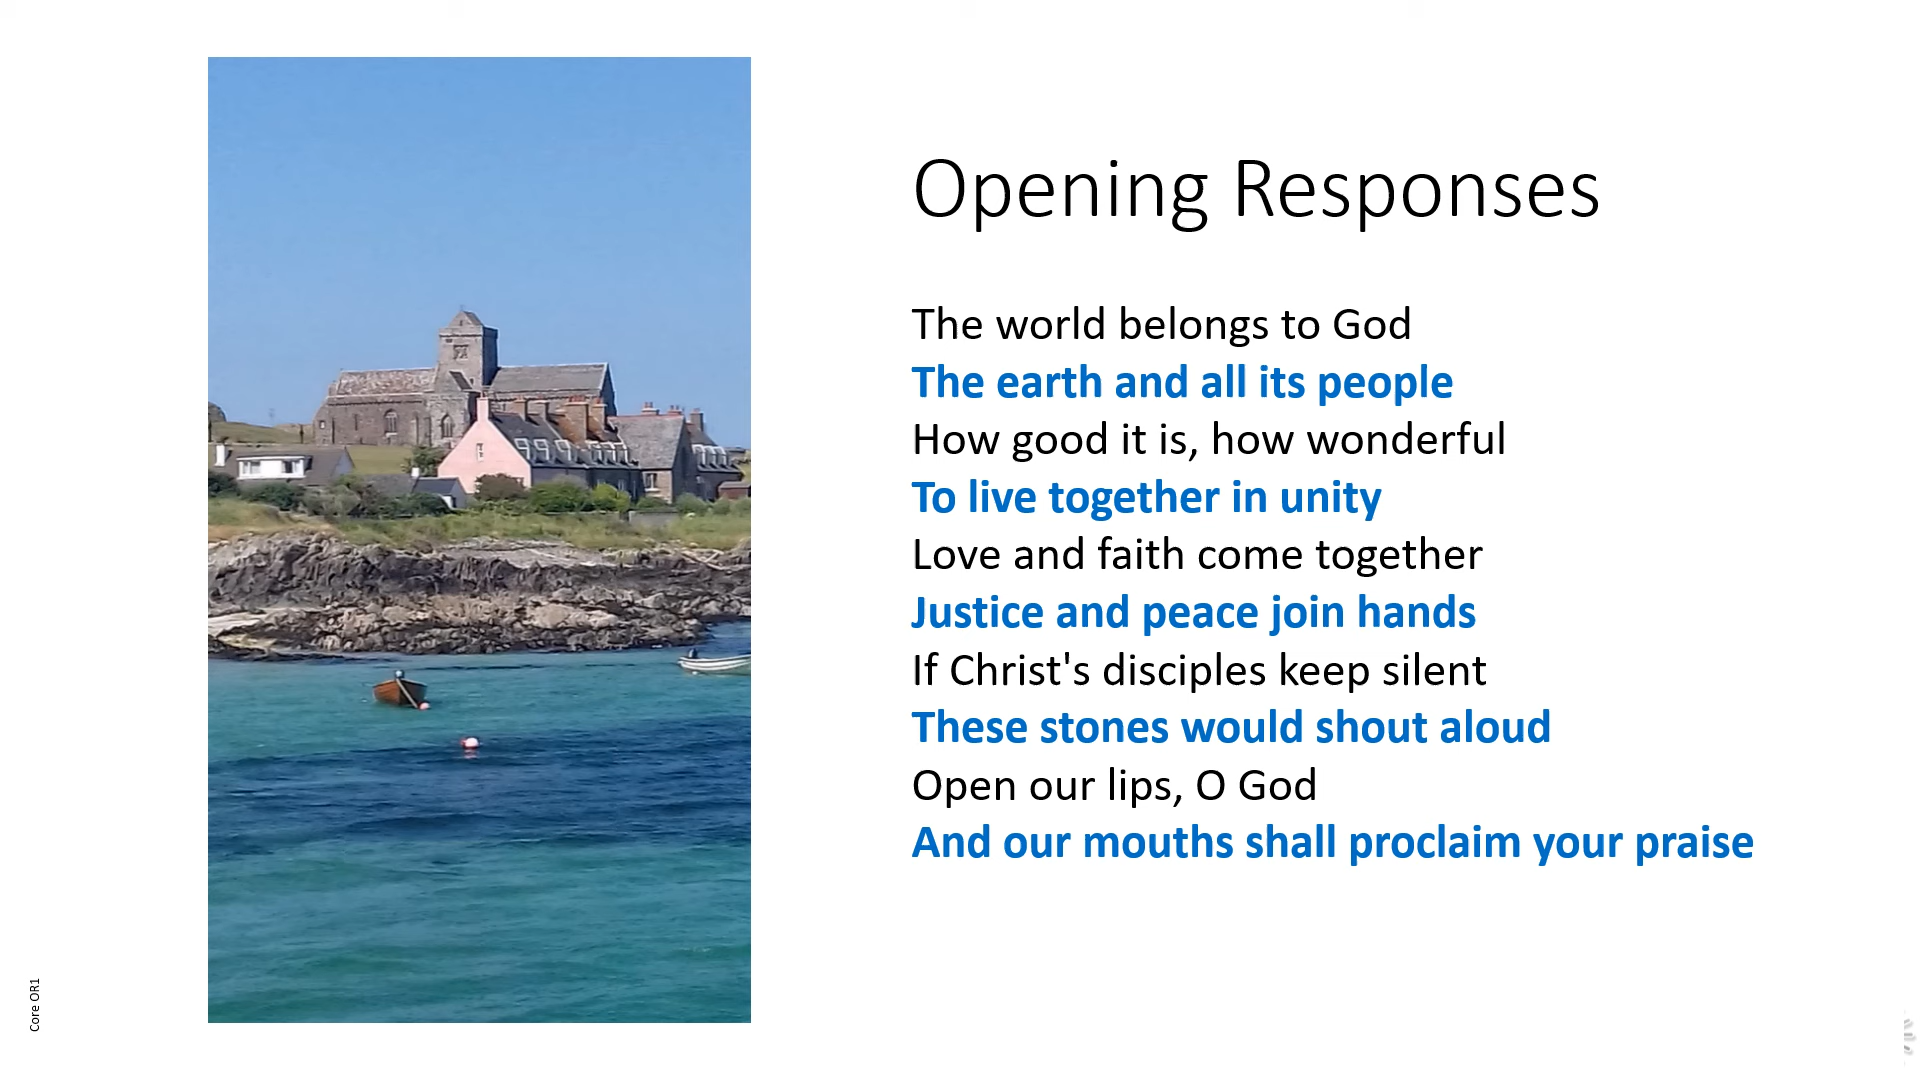 Opening Responses
The world belongs to God
The earth and all its people
How good it is, how wonderful
To live together in unity
Love and faith come together
Justice and peace join hands
If Christ's disciples keep silent
These stones would shout aloud
Open our lips, O God
And our mouths shall proclaim your praise
Core OR1